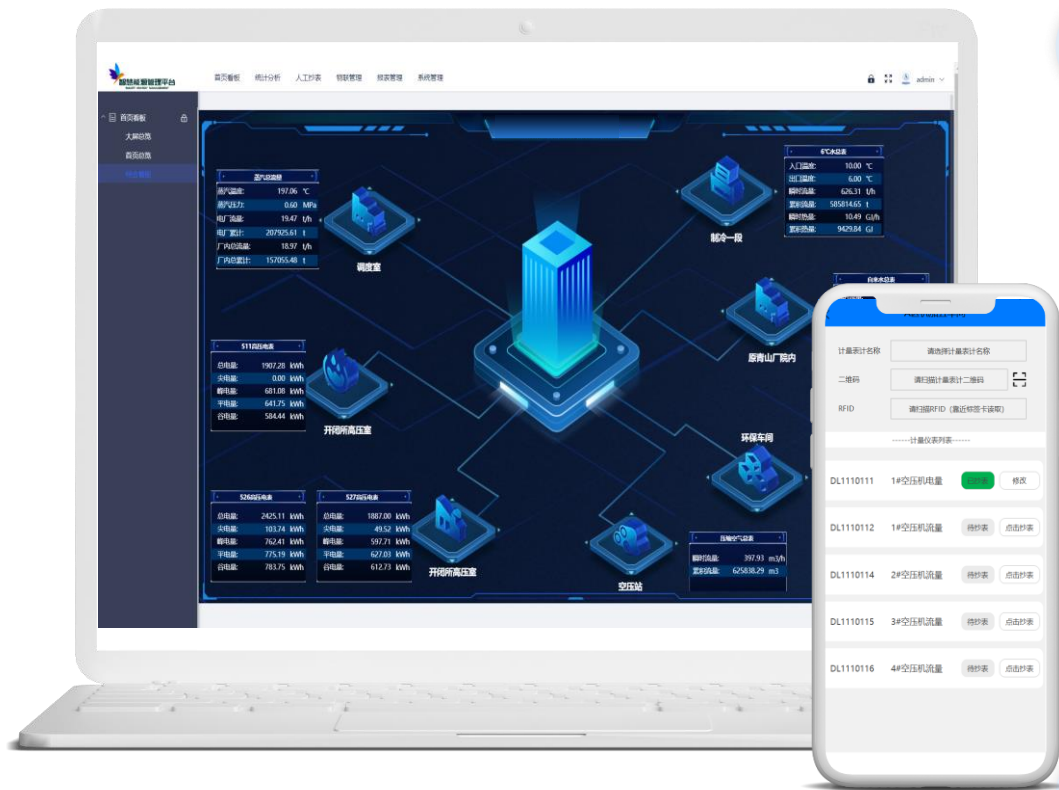 智慧能源管理平台
首页看板 统计分析 人工抄表 物联管理 报表管理 系统管理
admin
首页看板
大屏总览
首页总览
蒸汽总流量
蒸汽温度: 197.06 ℃
蒸汽压力: 0.60 MPa
电厂流量: 19.47 t/h
电厂累计: 207925.61 t
厂内总流量: 18.97 t/h
厂内总累计: 157055.48 t
调度室
6℃水总表
入口温度: 10.00 ℃
出口温度: 6.00 ℃
瞬时流量: 626.31 t/h
累积流量: 585814.65 t
瞬时热量: 10.49 GJ/h
累积热量: 9429.84 GJ
制冷一段
自来水总表
原青山厂院内
511高压电表
总电量: 1907.28 kWh
尖电量: 0.00 kWh
峰电量: 681.08 kWh
平电量: 641.75 kWh
谷电量: 584.44 kWh
开闭所高压室
环保车间
526高压电表
总电量: 2425.11 kWh
尖电量: 103.74 kWh
峰电量: 762.41 kWh
平电量: 775.19 kWh
谷电量: 783.75 kWh
527高压电表
总电量: 1887.00 kWh
尖电量: 49.52 kWh
峰电量: 597.71 kWh
平电量: 627.03 kWh
谷电量: 612.73 kWh
开闭所高压室
空压站
压缩空气总表
瞬时流量: 397.93 m3/h
累积流量: 625838.29 m3
计量表计名称 请选择计量表计名称
二维码 请扫描计量表计二维码
RFID 请扫描RFID（靠近标签卡读取）
------计量仪表列表------
DL1110111 1#空压机电量 已抄表 修改
DL1110112 1#空压机流量 待抄表 点击抄表
DL1110114 2#空压机流量 待抄表 点击抄表
DL1110115 3#空压机流量 待抄表 点击抄表
DL1110116 4#空压机流量 待抄表 点击抄表